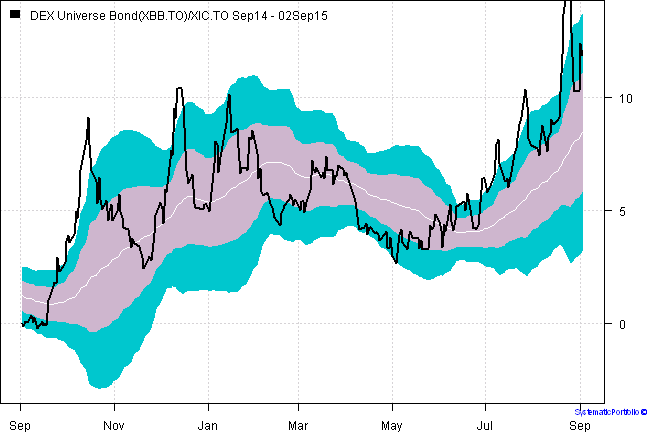 DEX Universe Bond(XBB.TO)/XIC.TO Sep14 - 02Sep15
10
5
0
Sep Nov Jan Mar May Jul Sep
SystematicPortfolio ©